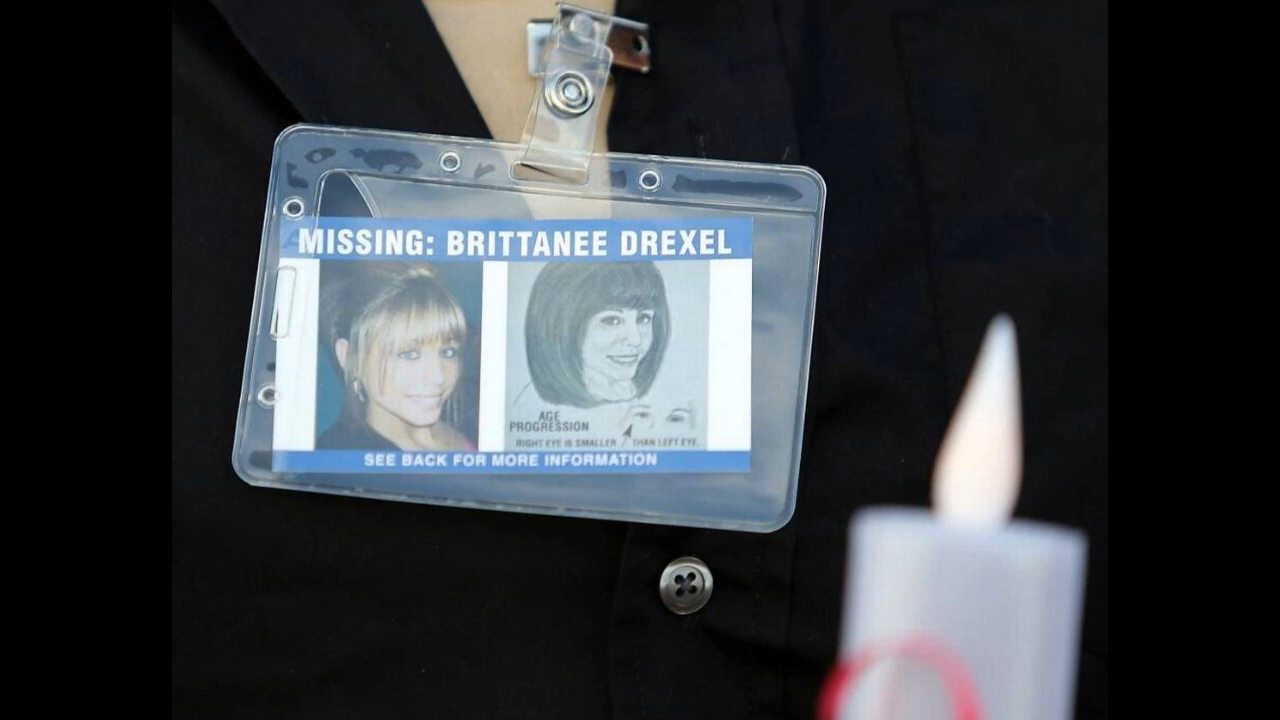 MISSING: BRITTANEE DREXEL
AGE
PROGRESSION
RIGHT EYE IS SMALLER THAN LEFT EYE.
SEE BACK FOR MORE INFORMATION